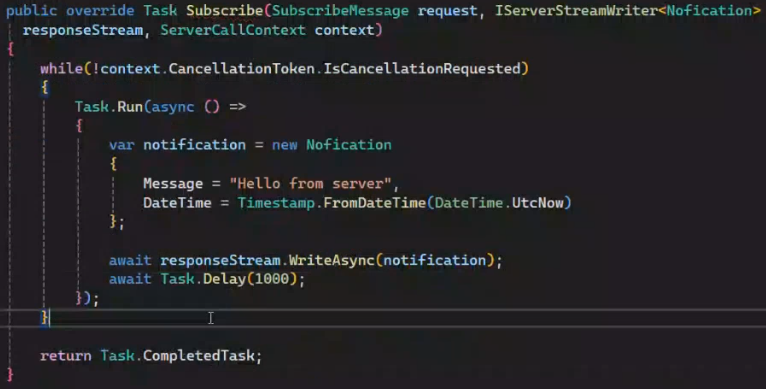 public override Task Subscribe(SubscribeMessage request, IServerStreamWriter<Nofication>
responseStream, ServerCallContext context)
{
while(!context.CancellationToken.IsCancellationRequested)
{
Task.Run(async () =>
{
var notification = new Nofication
{
Message = "Hello from server",
DateTime = Timestamp.FromDateTime(DateTime.UtcNow)
};
await responseStream.WriteAsync(notification);
await Task.Delay(1000);
});
}
return Task.CompletedTask;
}